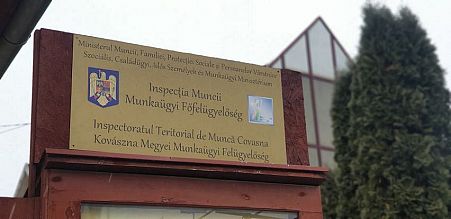 Ministerul Muncii, Familiei, Protecției Sociale și Persoanelor Vârstnice
Szociális, Családügyi, Idős Személyek és Munkaügyi Minisztérium
Inspecția Muncii
Munkaügyi Főfelügyelőség
Inspectoratul Teritorial de Muncă Covasna
Kovászna Megyei Munkaügyi Felügyelőség